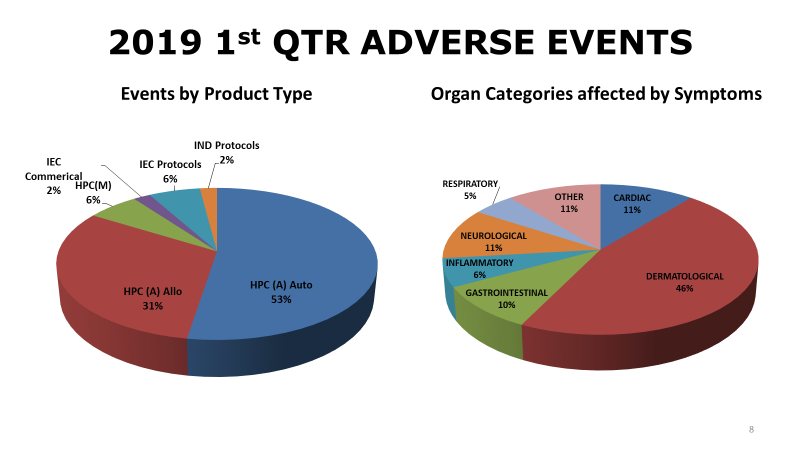 2019 1st QTR ADVERSE EVENTS
Events by Product Type
IND Protocols
2%
IEC Protocols
6%
IEC
Commerical
2%
HPC(M)
6%
HPC (A) Allo
31%
HPC (A) Auto
53%
Organ Categories affected by Symptoms
RESPIRATORY
5%
OTHER
11%
CARDIAC
11%
NEUROLOGICAL
11%
INFLAMMATORY
6%
GASTROINTESTINAL
10%
DERMATOLOGICAL
46%
8